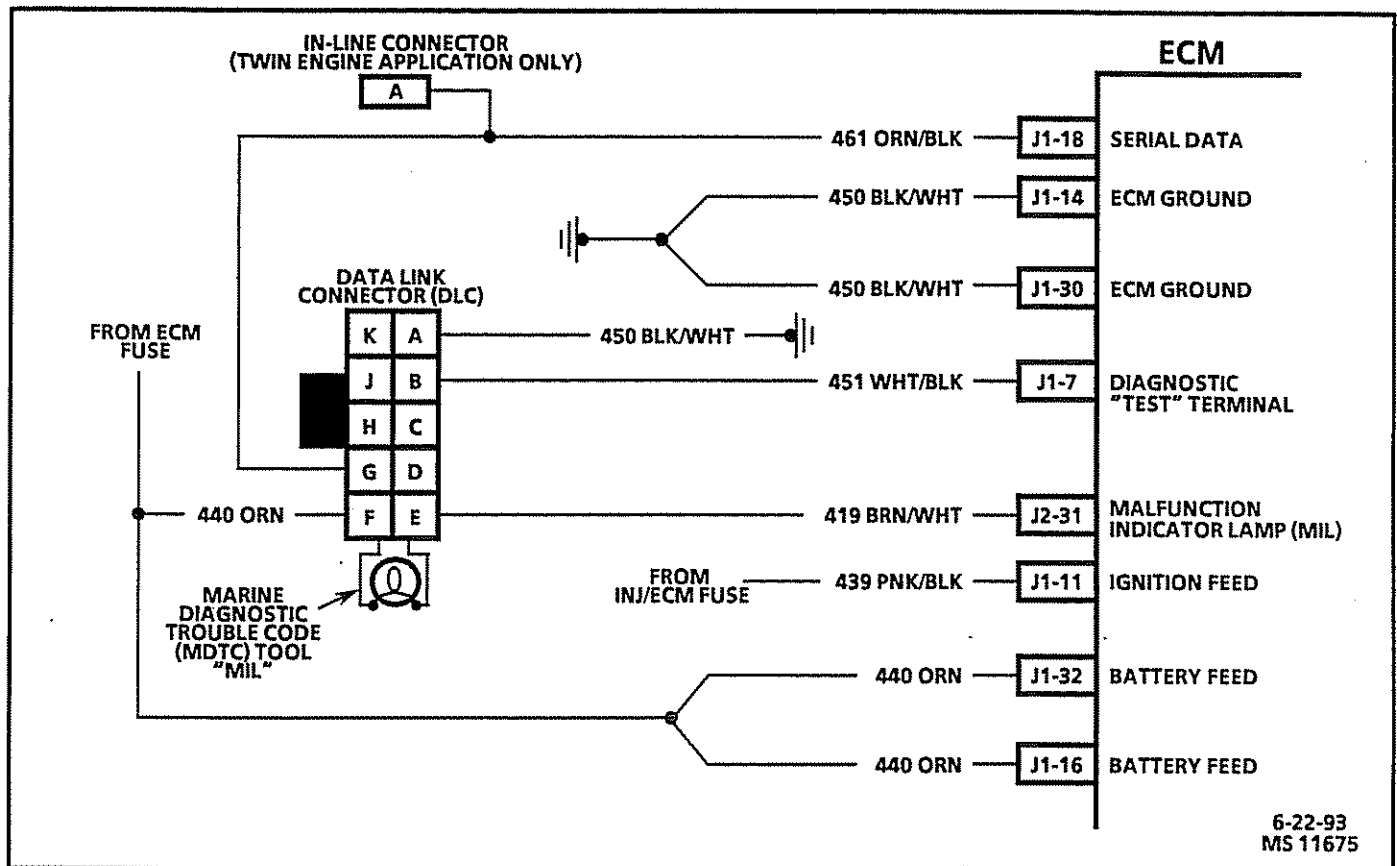 IN-LINE CONNECTOR
(TWIN ENGINE APPLICATION ONLY)
A
ECM
461 ORN/BLK
J1-18
SERIAL DATA
450 BLK/WHT
J1-14
ECM GROUND
450 BLK/WHT
J1-30
ECM GROUND
DATA LINK
CONNECTOR (DLC)
FROM ECM
FUSE
K A
J B
H C
G D
F E
450 BLK/WHT
451 WHT/BLK
J1-7
DIAGNOSTIC
"TEST" TERMINAL
440 ORN
419 BRN/WHT
J2-31
MALFUNCTION
INDICATOR LAMP (MIL)
MARINE
DIAGNOSTIC
TROUBLE CODE
(MDTC) TOOL
"MIL"
FROM
INJ/ECM FUSE
439 PNK/BLK
J1-11
IGNITION FEED
440 ORN
J1-32
BATTERY FEED
440 ORN
J1-16
BATTERY FEED
6-22-93
MS 11675